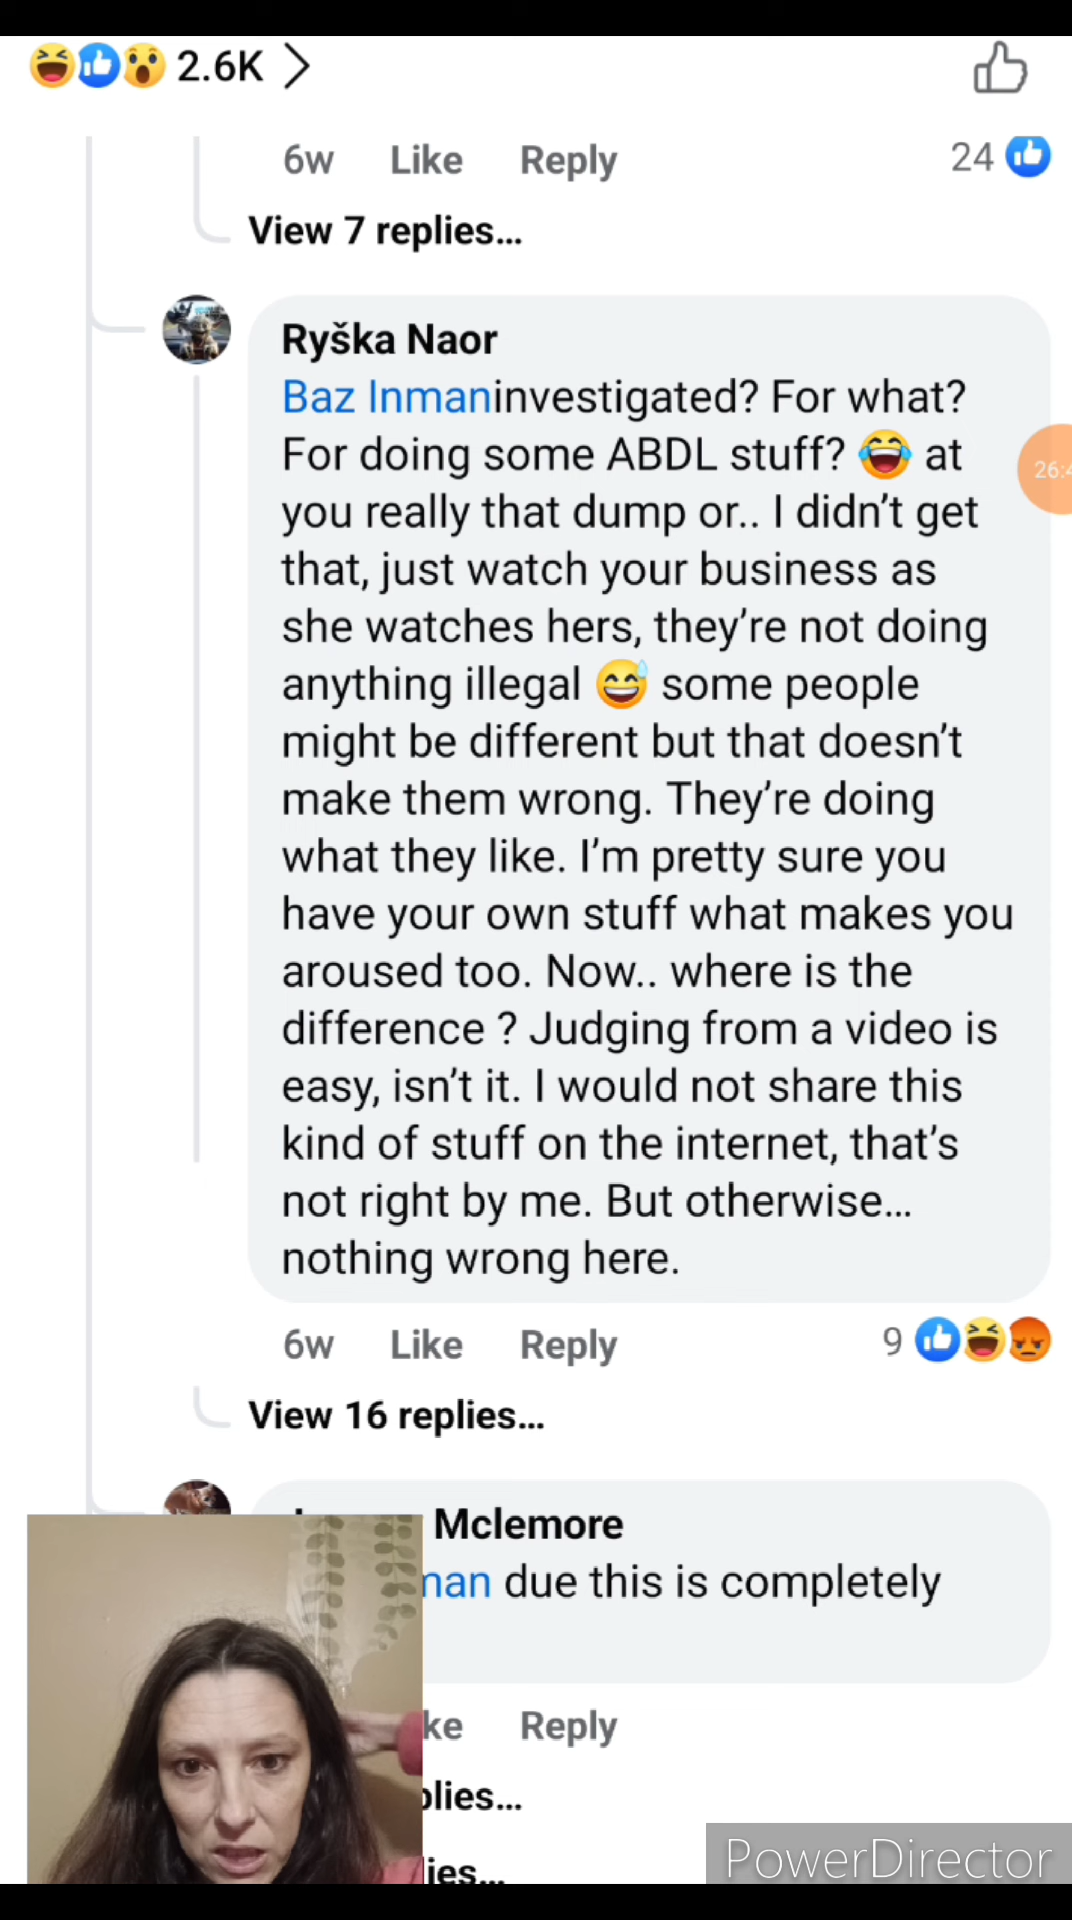 2.6K
6w Like Reply 24
View 7 replies...
Ryška Naor
Baz Inmaninvestigated? For what?
For doing some ABDL stuff? 😂 at
you really that dump or.. I didn't get
that, just watch your business as
she watches hers, they're not doing
anything illegal 😅 some people
might be different but that doesn't
make them wrong. They're doing
what they like. I'm pretty sure you
have your own stuff what makes you
aroused too. Now.. where is the
difference ? Judging from a video is
easy, isn't it. I would not share this
kind of stuff on the internet, that's
not right by me. But otherwise...
nothing wrong here.
6w Like Reply 9
View 16 replies...
Mclemore
man due this is completely
ke Reply
plies...
lies...
26:4
PowerDirector